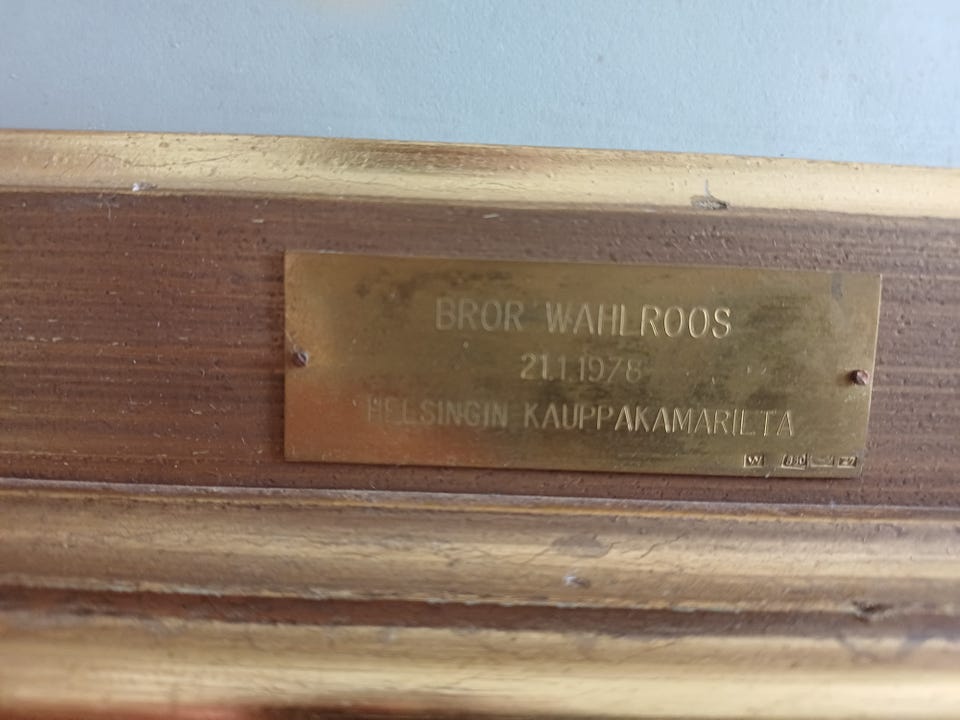 BROR WAHLROOS
21.1.1978
HELSINGIN KAUPPAKAMARILTA
W